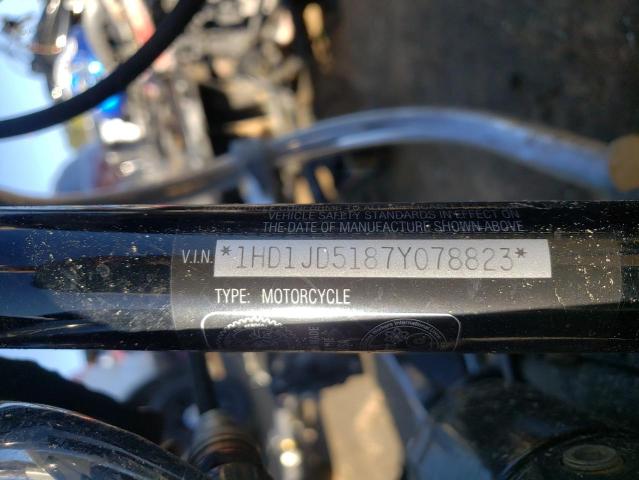 VEHICLE SAFETY STANDARDS IN EFFECT ON
THE DATE OF MANUFACTURE SHOWN ABOVE
V.I.N. *1HD1JD5187Y078823*
TYPE: MOTORCYCLE